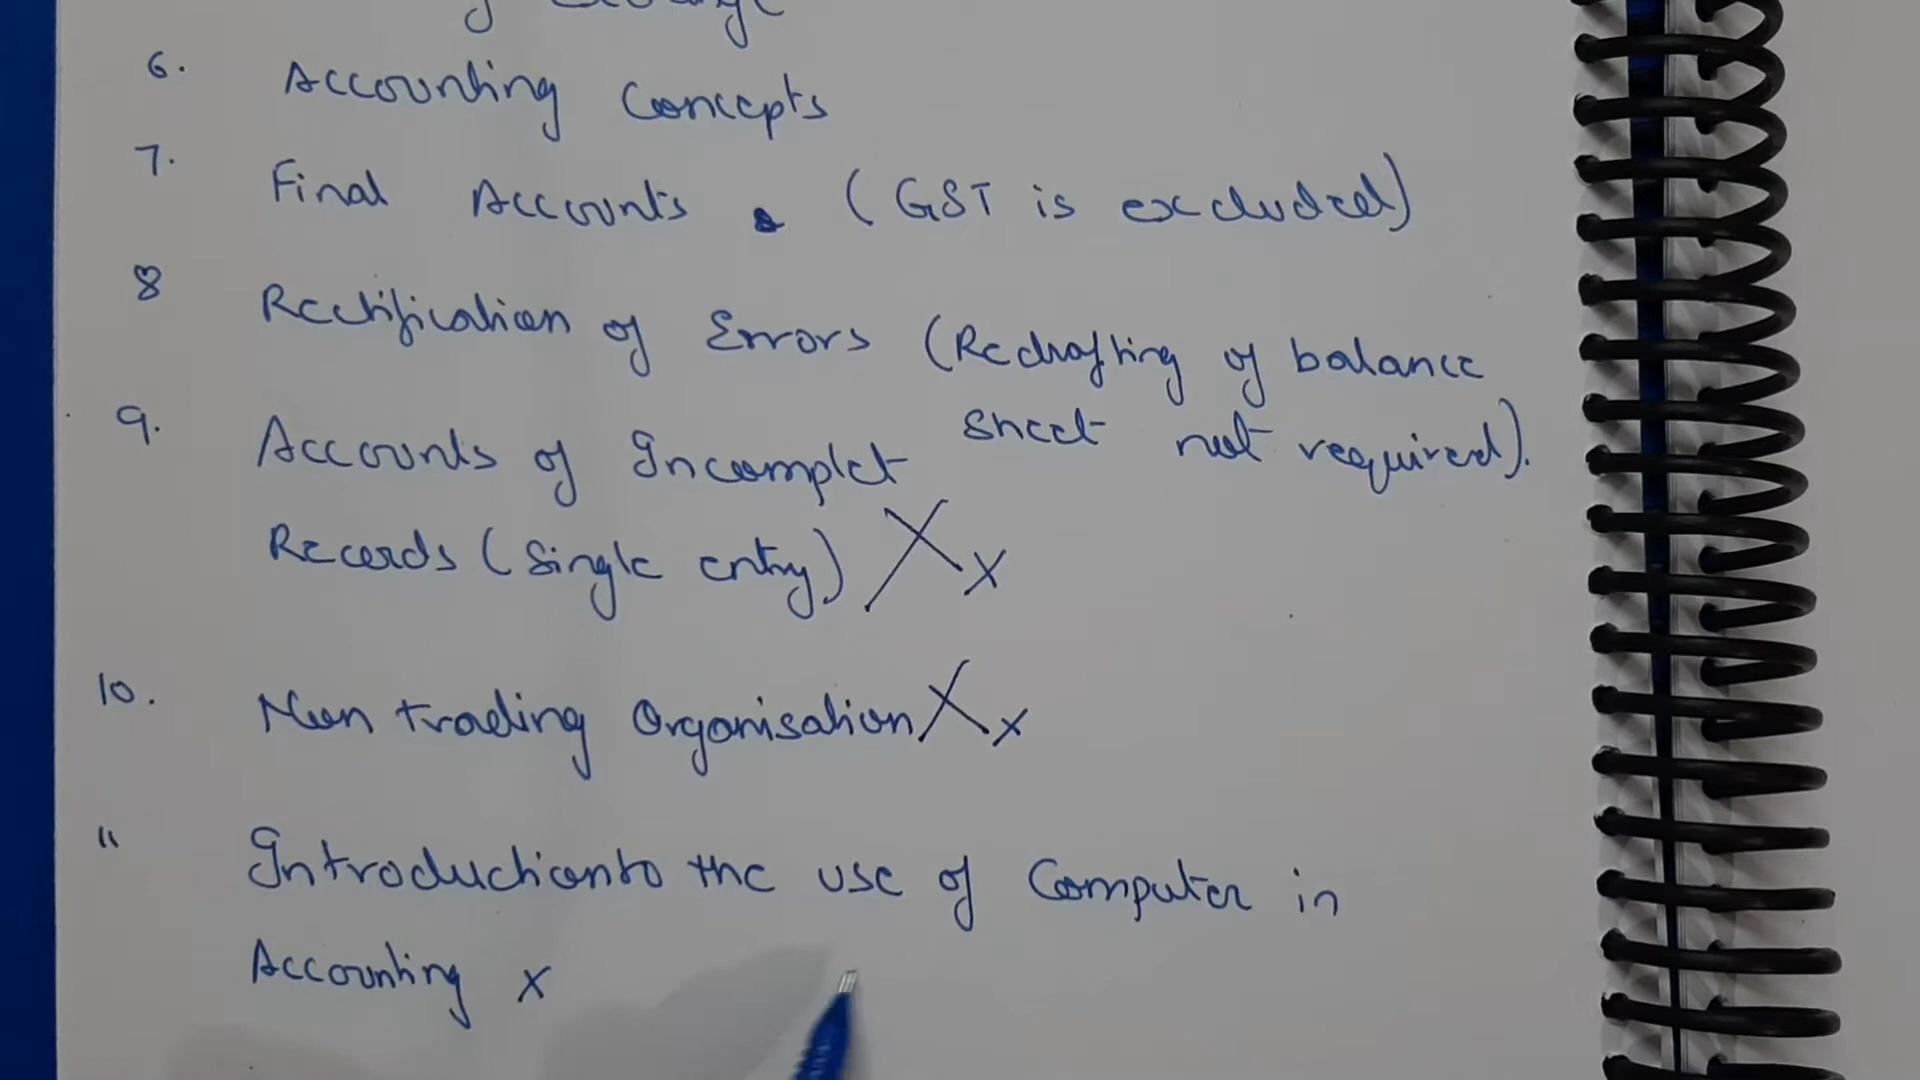 6. Accounting Concepts
7. Final Accounts (GST is excluded)
8 Rectification of Errors (Redrafting of balance
sheet not required).
9. Accounts of Incomplet
Records (Single entry) X x
10. Non trading Organisation X x
11 Introduction to the use of Computer in
Accounting x